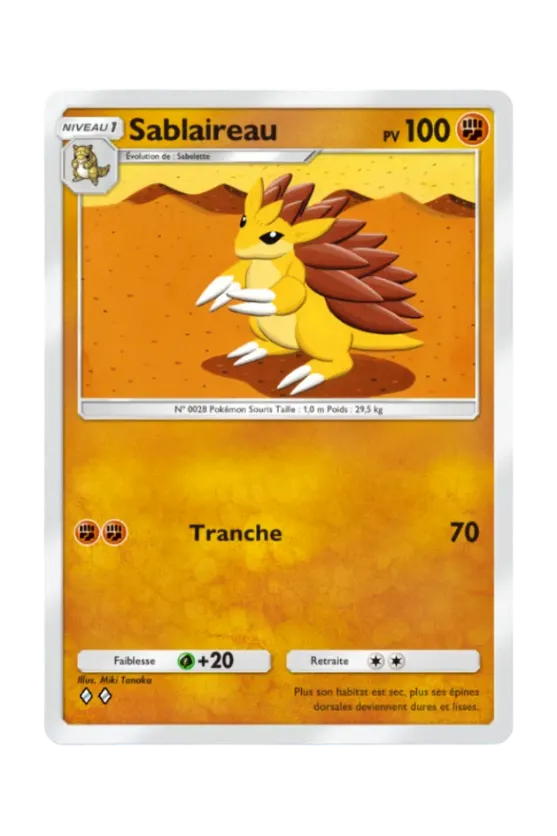 NIVEAU 1
Sablaireau
PV 100
Évolution de : Sabelette
N° 0028 Pokémon Souris Taille : 1,0 m Poids : 29,5 kg
Tranche 70
Faiblesse +20 Retraite
Illus. Miki Tanaka
Plus son habitat est sec, plus ses épines
dorsales deviennent dures et lisses.